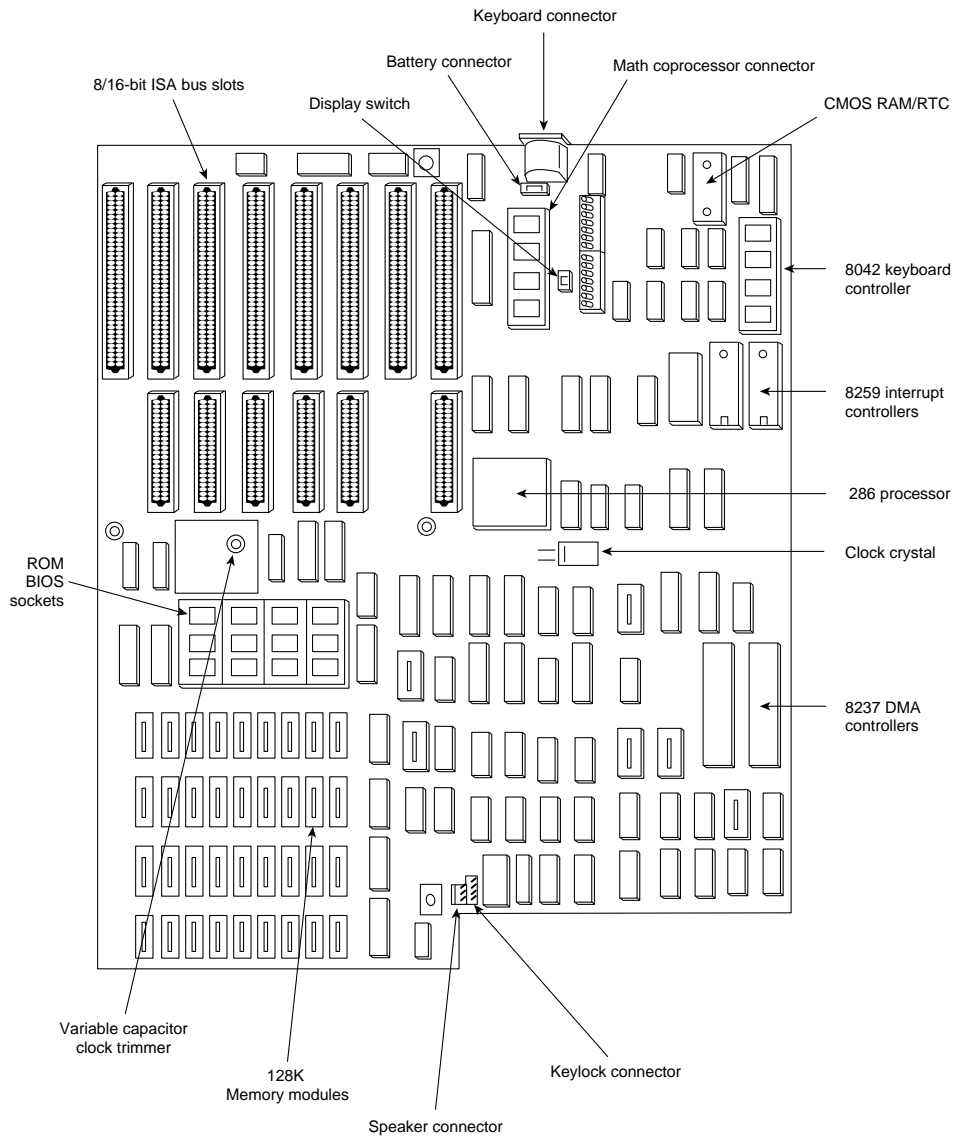 Keyboard connector
Battery connector
Math coprocessor connector
8/16-bit ISA bus slots
Display switch
CMOS RAM/RTC
8042 keyboard
controller
8259 interrupt
controllers
286 processor
Clock crystal
ROM
BIOS
sockets
8237 DMA
controllers
Variable capacitor
clock trimmer
128K
Memory modules
Keylock connector
Speaker connector